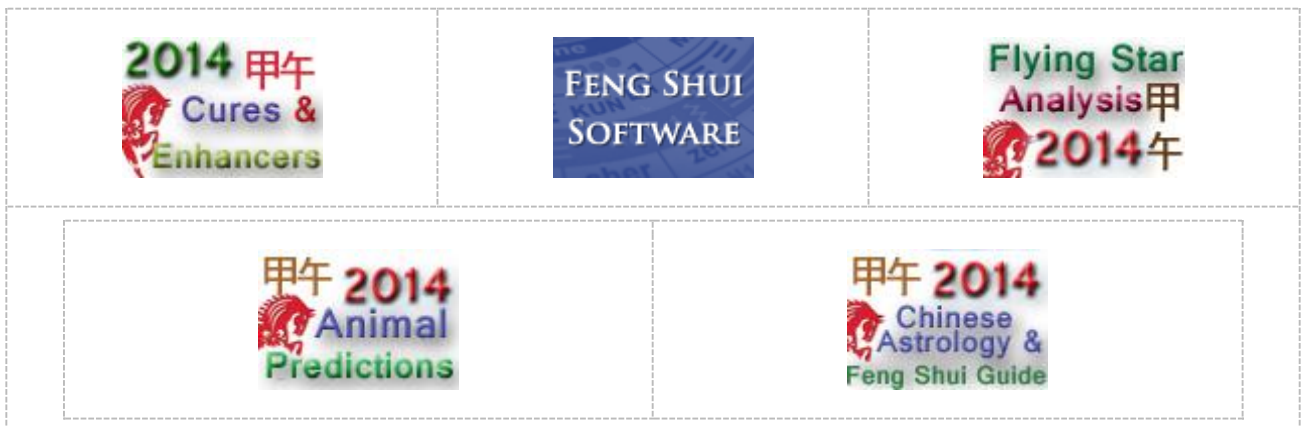 2014 甲午
Cures &
Enhancers
FENG SHUI
SOFTWARE
Flying Star
Analysis甲
2014午
甲午 2014
Animal
Predictions
甲午 2014
Chinese
Astrology &
Feng Shui Guide